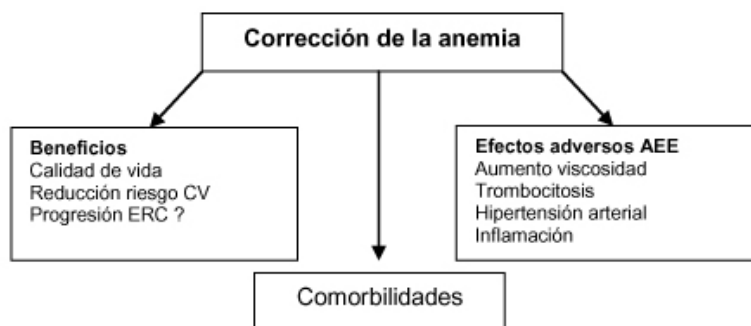 Corrección de la anemia
Beneficios
Calidad de vida
Reducción riesgo CV
Progresión ERC ?
Efectos adversos AEE
Aumento viscosidad
Trombocitosis
Hipertensión arterial
Inflamación
Comorbilidades